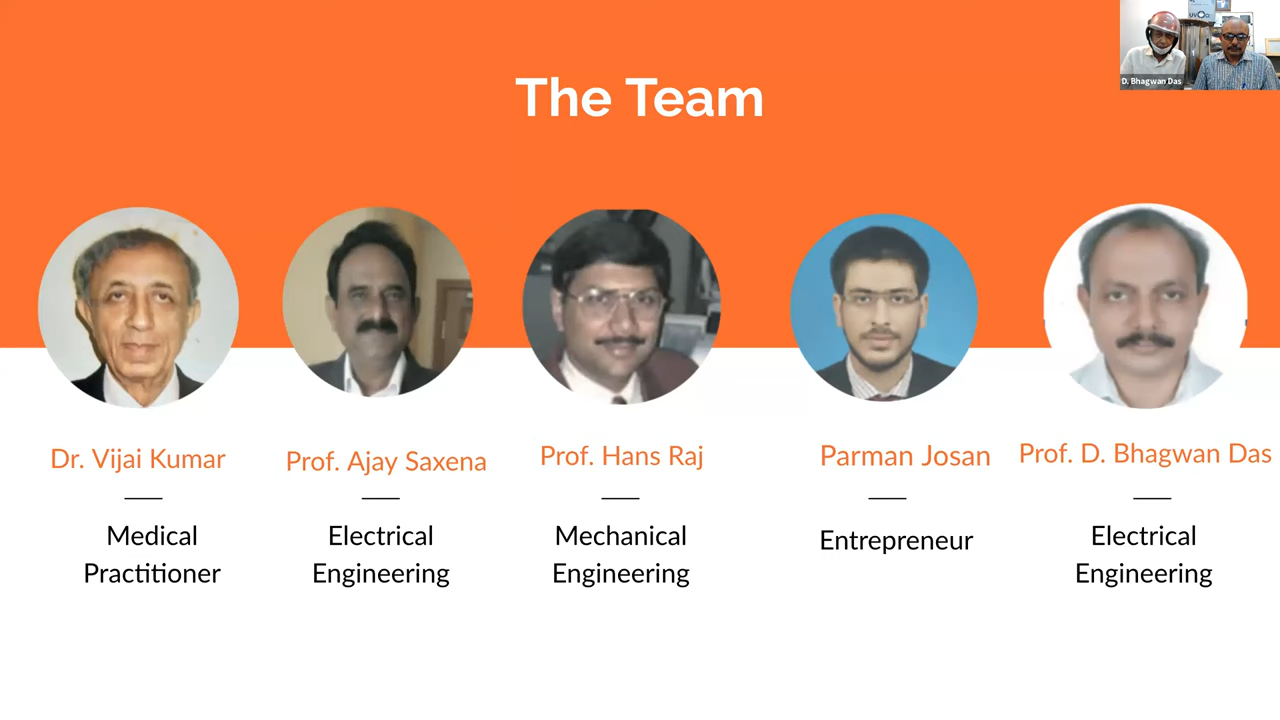 The Team
D. Bhagwan Das
Dr. Vijai Kumar
Medical
Practitioner
Prof. Ajay Saxena
Electrical
Engineering
Prof. Hans Raj
Mechanical
Engineering
Parman Josan
Entrepreneur
Prof. D. Bhagwan Das
Electrical
Engineering